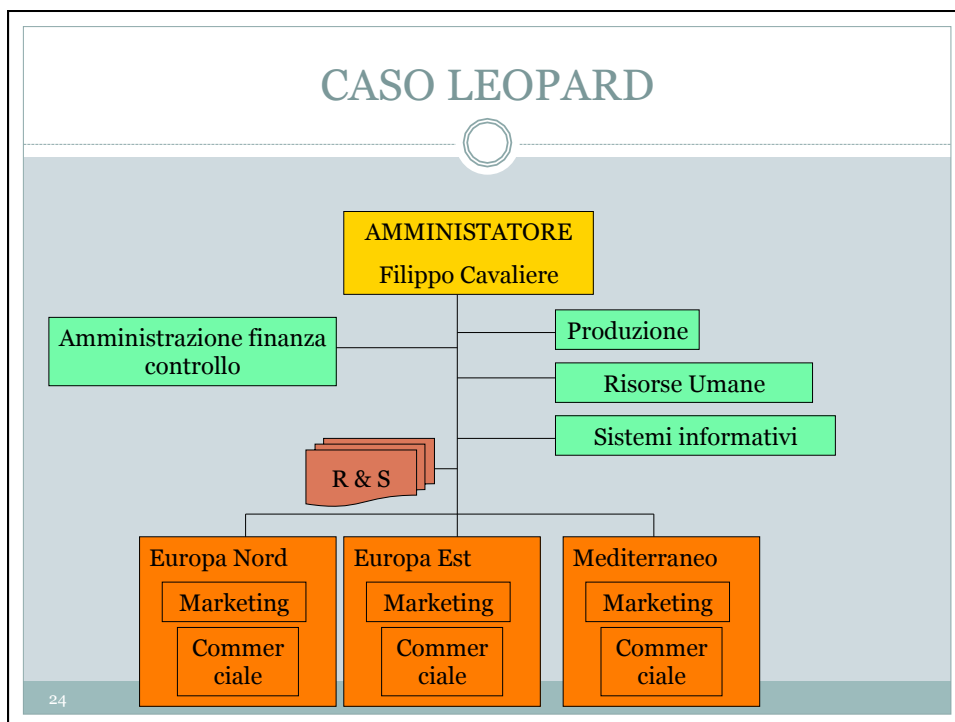 CASO LEOPARD
AMMINISTATORE
Filippo Cavaliere
Amministrazione finanza
controllo
Produzione
Risorse Umane
Sistemi informativi
R & S
Europa Nord
Marketing
Commer
ciale
Europa Est
Marketing
Commer
ciale
Mediterraneo
Marketing
Commer
ciale
24